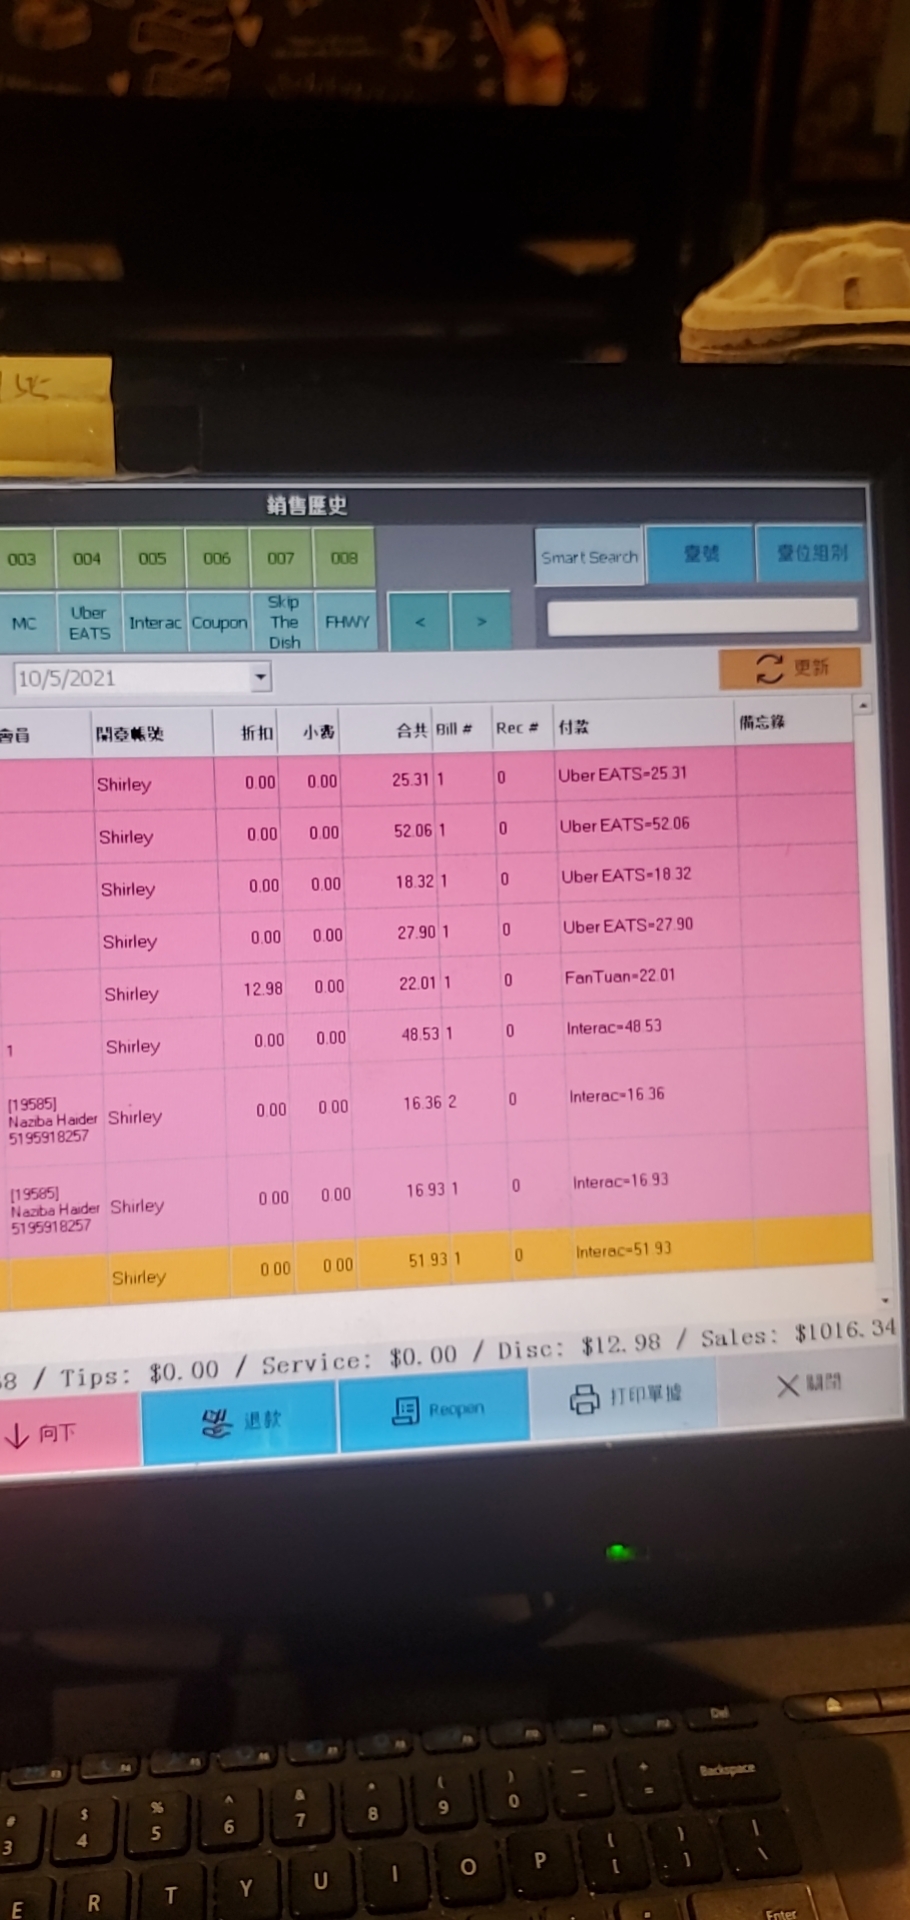 銷售歷史
003 004 005 006 007 008 Smart Search 臺號 臺位組別
MC Uber EATS Interac Coupon Skip The Dish FHWY < >
10/5/2021 更新
會員 開臺帳號 折扣 小費 合共 Bill # Rec # 付款 備忘錄
Shirley 0.00 0.00 25.31 1 0 Uber EATS=25.31
Shirley 0.00 0.00 52.06 1 0 Uber EATS=52.06
Shirley 0.00 0.00 18.32 1 0 Uber EATS=18.32
Shirley 0.00 0.00 27.90 1 0 Uber EATS=27.90
Shirley 12.98 0.00 22.01 1 0 FanTuan=22.01
1 Shirley 0.00 0.00 48.53 1 0 Interac=48.53
[19585]
Naziba Haider Shirley 0.00 0.00 16.36 2 0 Interac=16.36
5195918257
[19585]
Naziba Haider Shirley 0.00 0.00 16.93 1 0 Interac=16.93
5195918257
Shirley 0.00 0.00 51.93 1 0 Interac=51.93
8 / Tips: $0.00 / Service: $0.00 / Disc: $12.98 / Sales: $1016.34
向下 退款 Reopen 打印單據 關閉
Del
# 3 $ 4 % 5 ^ 6 & 7 * 8 ( 9 ) 0 _ - + = Backspace
E R T Y U I O P { [ } ] | \
Enter